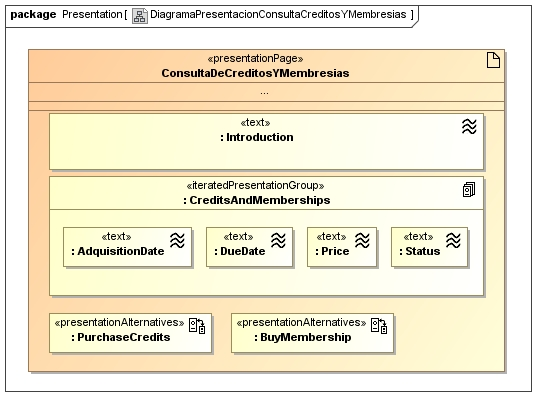 package Presentation[ DiagramaPresentacionConsultaCreditosYMembresias ]
«presentationPage»
ConsultaDeCreditosYMembresias
...
«text»
: Introduction
«iteratedPresentationGroup»
: CreditsAndMemberships
«text» «text» «text» «text»
: AdquisitionDate : DueDate : Price : Status
«presentationAlternatives» «presentationAlternatives»
: PurchaseCredits : BuyMembership